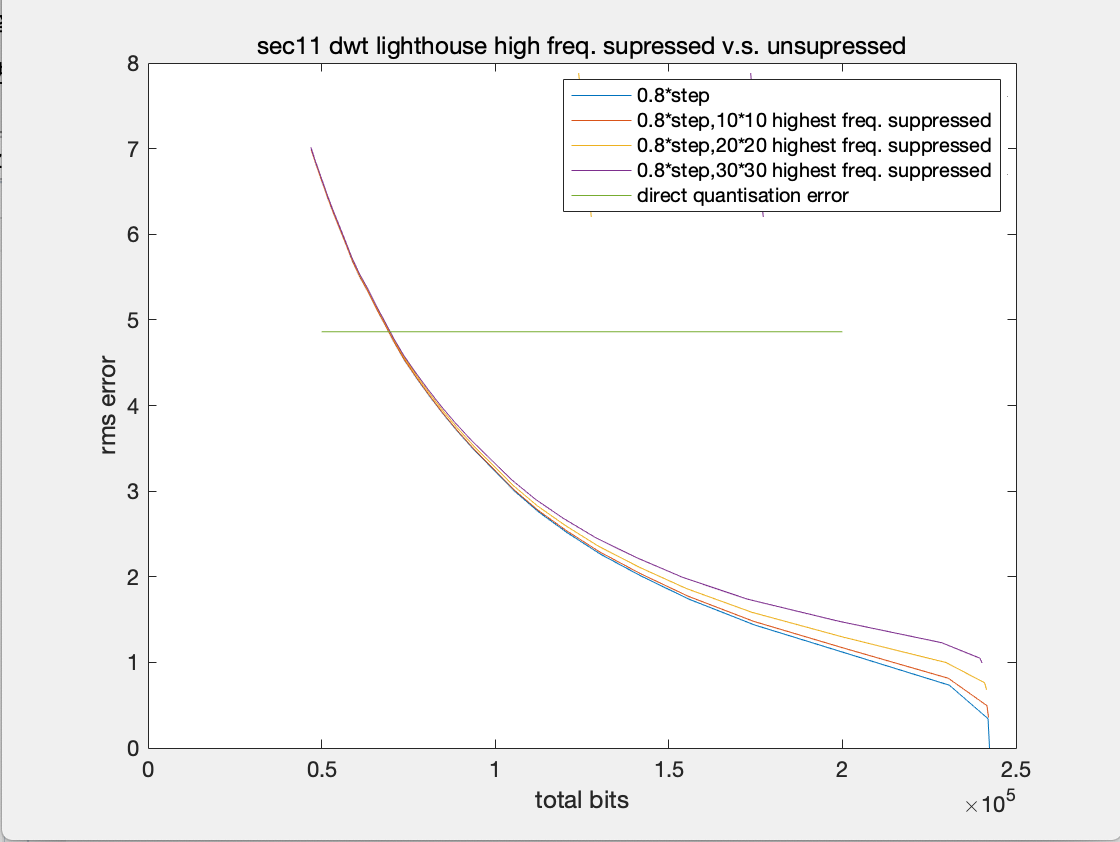 sec11 dwt lighthouse high freq. supressed v.s. unsupressed
8
7
6
5
4
3
2
1
0
rms error
0.8*step
0.8*step,10*10 highest freq. suppressed
0.8*step,20*20 highest freq. suppressed
0.8*step,30*30 highest freq. suppressed
direct quantisation error
0 0.5 1 1.5 2 2.5
×10⁵
total bits